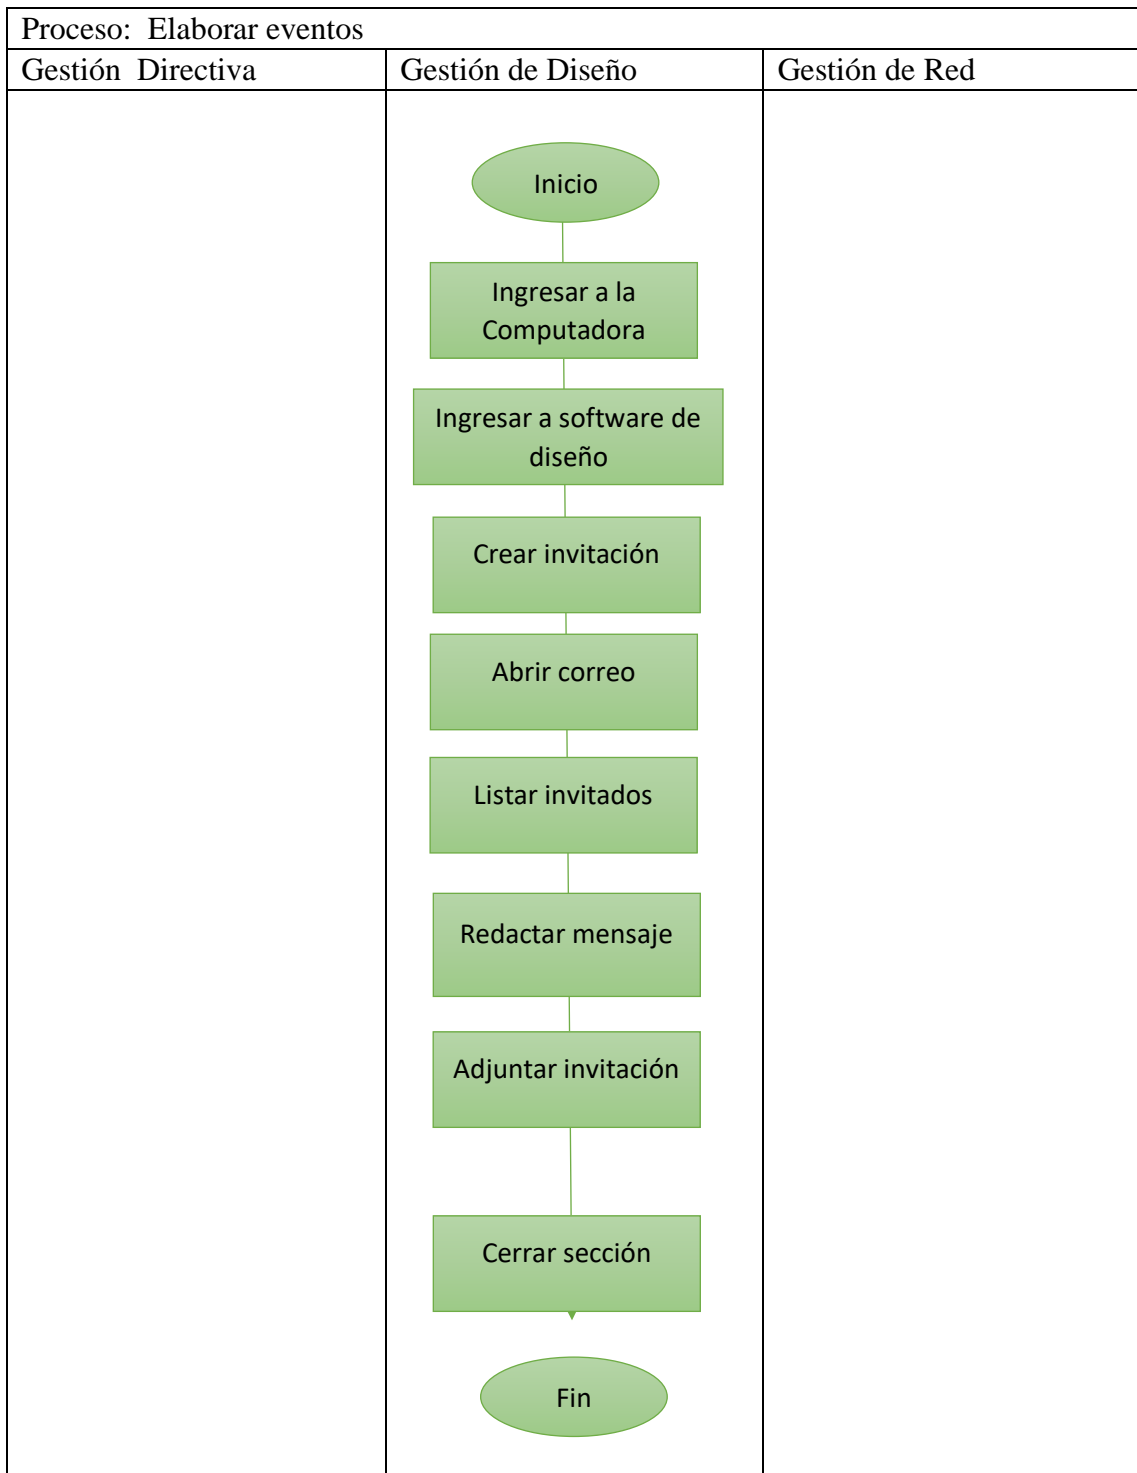 Proceso:  Elaborar eventos
Gestión  Directiva
Gestión de Diseño
Gestión de Red
Inicio
Ingresar a la
Computadora
Ingresar a software de
diseño
Crear invitación
Abrir correo
Listar invitados
Redactar mensaje
Adjuntar invitación
Cerrar sección
Fin